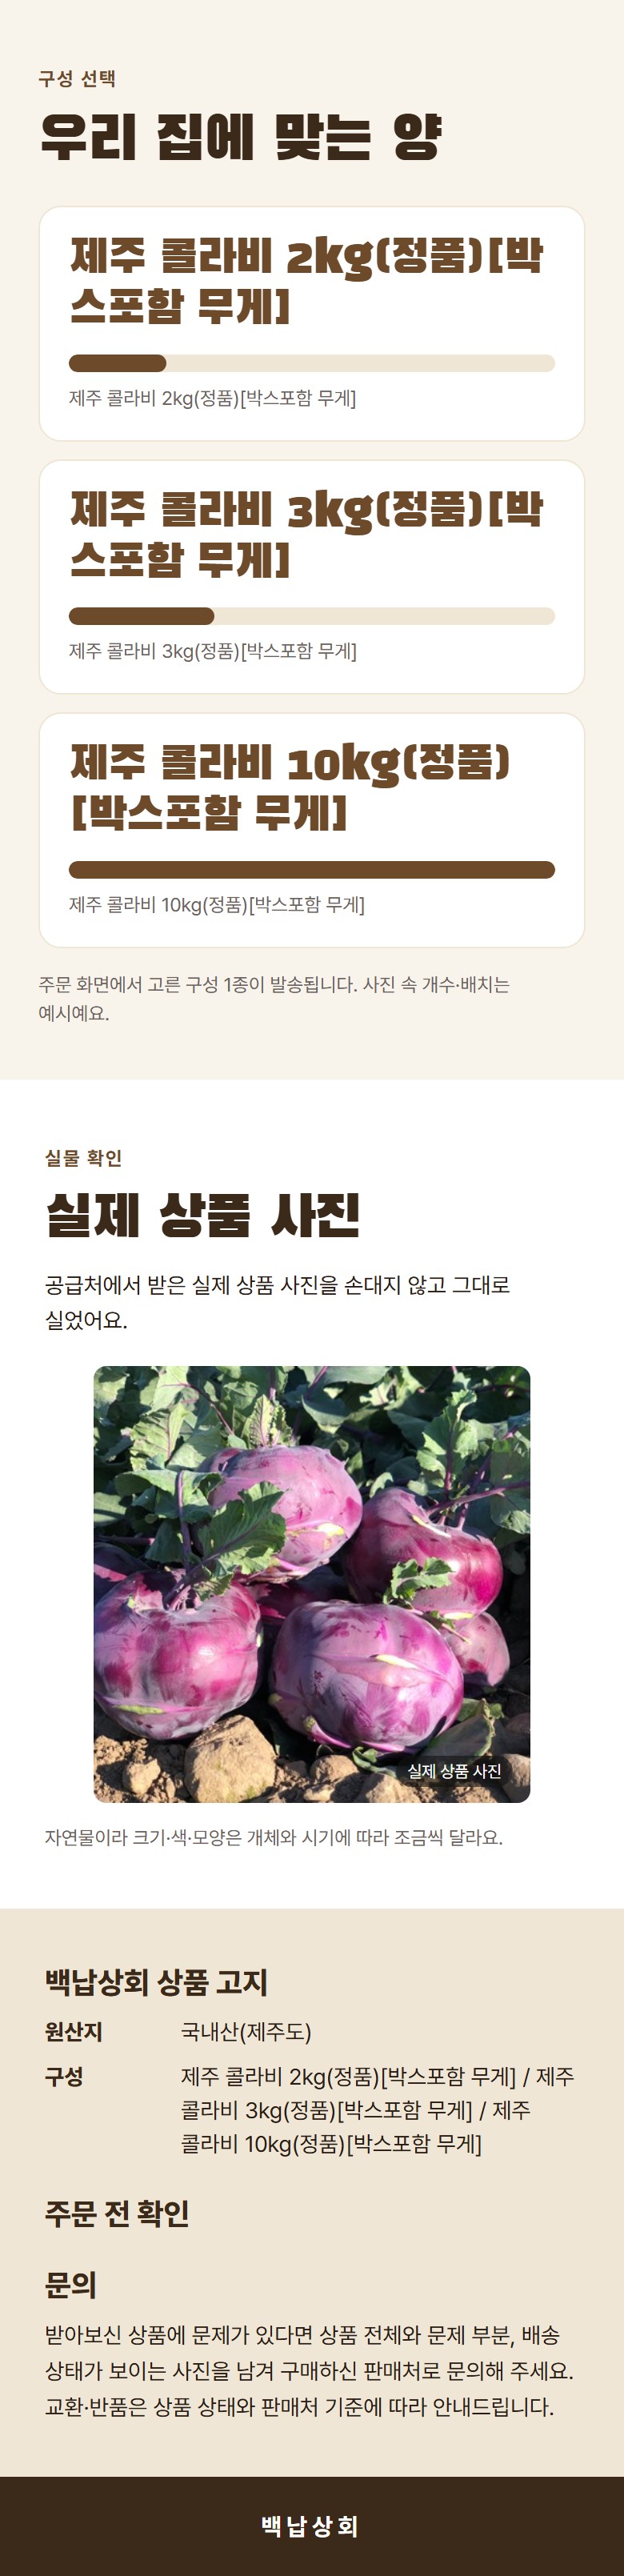 구성 선택
우리 집에 맞는 양
제주 콜라비 2kg(정품)[박
스포함 무게]
제주 콜라비 2kg(정품)[박스포함 무게]
제주 콜라비 3kg(정품)[박
스포함 무게]
제주 콜라비 3kg(정품)[박스포함 무게]
제주 콜라비 10kg(정품)
[박스포함 무게]
제주 콜라비 10kg(정품)[박스포함 무게]
주문 화면에서 고른 구성 1종이 발송됩니다. 사진 속 개수·배치는
예시예요.
실물 확인
실제 상품 사진
공급처에서 받은 실제 상품 사진을 손대지 않고 그대로
실었어요.
실제 상품 사진
자연물이라 크기·색·모양은 개체와 시기에 따라 조금씩 달라요.
백납상회 상품 고지
원산지 국내산(제주도)
구성 제주 콜라비 2kg(정품)[박스포함 무게] / 제주
콜라비 3kg(정품)[박스포함 무게] / 제주
콜라비 10kg(정품)[박스포함 무게]
주문 전 확인
문의
받아보신 상품에 문제가 있다면 상품 전체와 문제 부분, 배송
상태가 보이는 사진을 남겨 구매하신 판매처로 문의해 주세요.
교환·반품은 상품 상태와 판매처 기준에 따라 안내드립니다.
백납상회